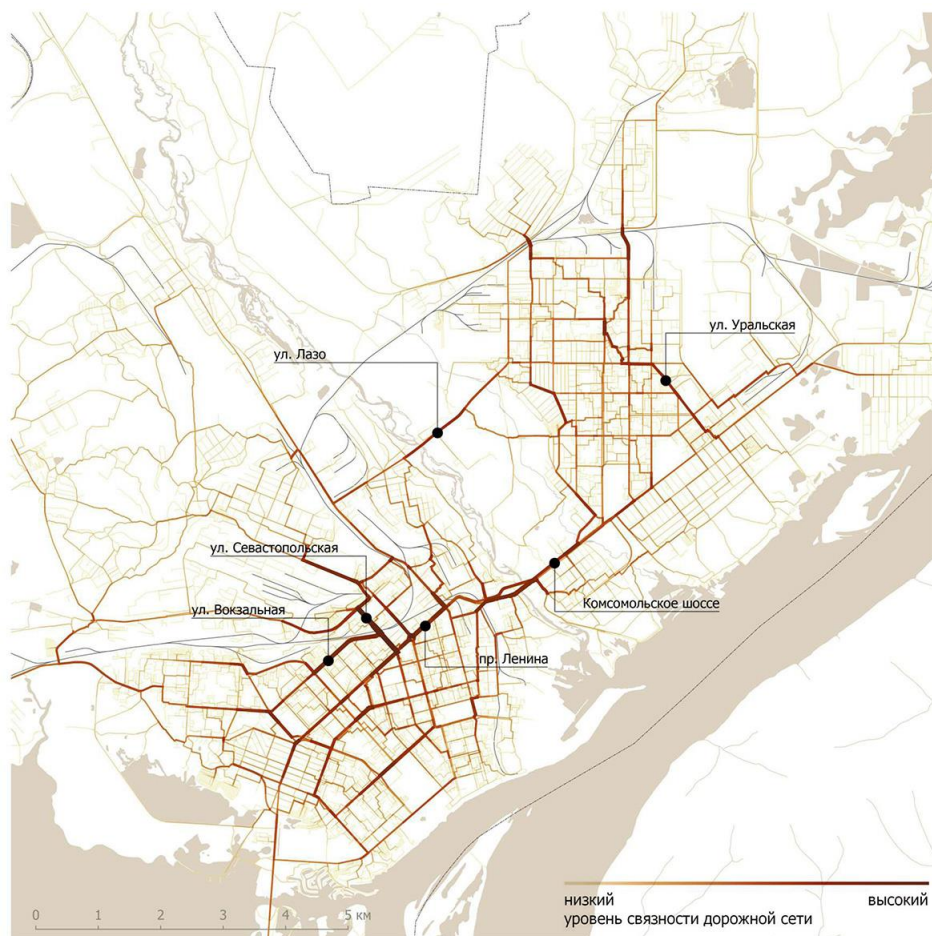 ул. Уральская
ул. Лазо
ул. Севастопольская
ул. Вокзальная
Комсомольское шоссе
пр. Ленина
низкий
высокий
уровень связности дорожной сети
0 1 2 3 4 5 км